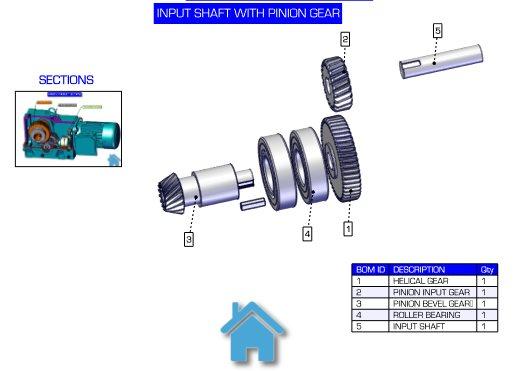 INPUT SHAFT WITH PINION GEAR
5
2
SECTIONS
3
4
1
BOM ID DESCRIPTION Qty
1 HELICAL GEAR 1
2 PINION INPUT GEAR 1
3 PINION BEVEL GEAR 1
4 ROLLER BEARING 1
5 INPUT SHAFT 1